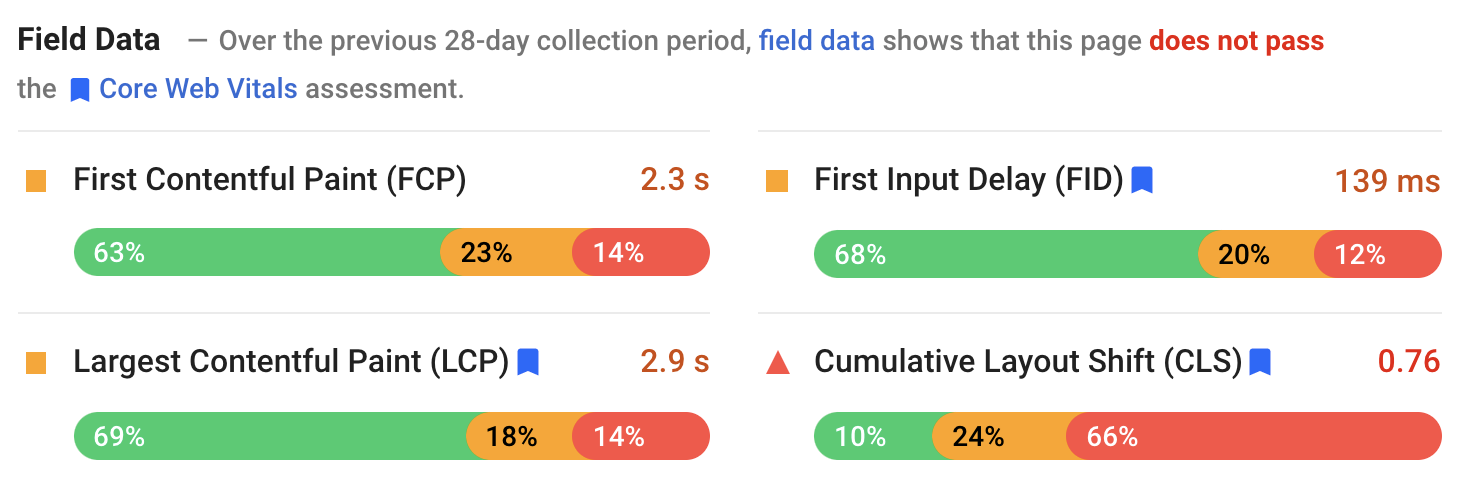 Field Data — Over the previous 28-day collection period, field data shows that this page does not pass
the Core Web Vitals assessment.
First Contentful Paint (FCP) 2.3 s
63% 23% 14%
First Input Delay (FID) 139 ms
68% 20% 12%
Largest Contentful Paint (LCP) 2.9 s
69% 18% 14%
Cumulative Layout Shift (CLS) 0.76
10% 24% 66%